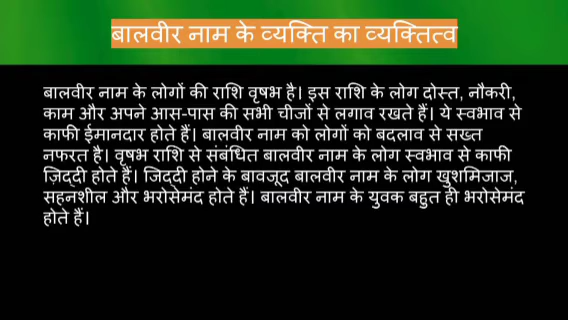 बालवीर नाम के व्यक्ति का व्यक्तित्व
बालवीर नाम के लोगों की राशि वृषभ है। इस राशि के लोग दोस्त, नौकरी,
काम और अपने आस-पास की सभी चीजों से लगाव रखते हैं। ये स्वभाव से
काफी ईमानदार होते हैं। बालवीर नाम को लोगों को बदलाव से सख्त
नफरत है। वृषभ राशि से संबंधित बालवीर नाम के लोग स्वभाव से काफी
ज़िद्दी होते हैं। जिद्दी होने के बावजूद बालवीर नाम के लोग खुशमिजाज,
सहनशील और भरोसेमंद होते हैं। बालवीर नाम के युवक बहुत ही भरोसेमंद
होते हैं।